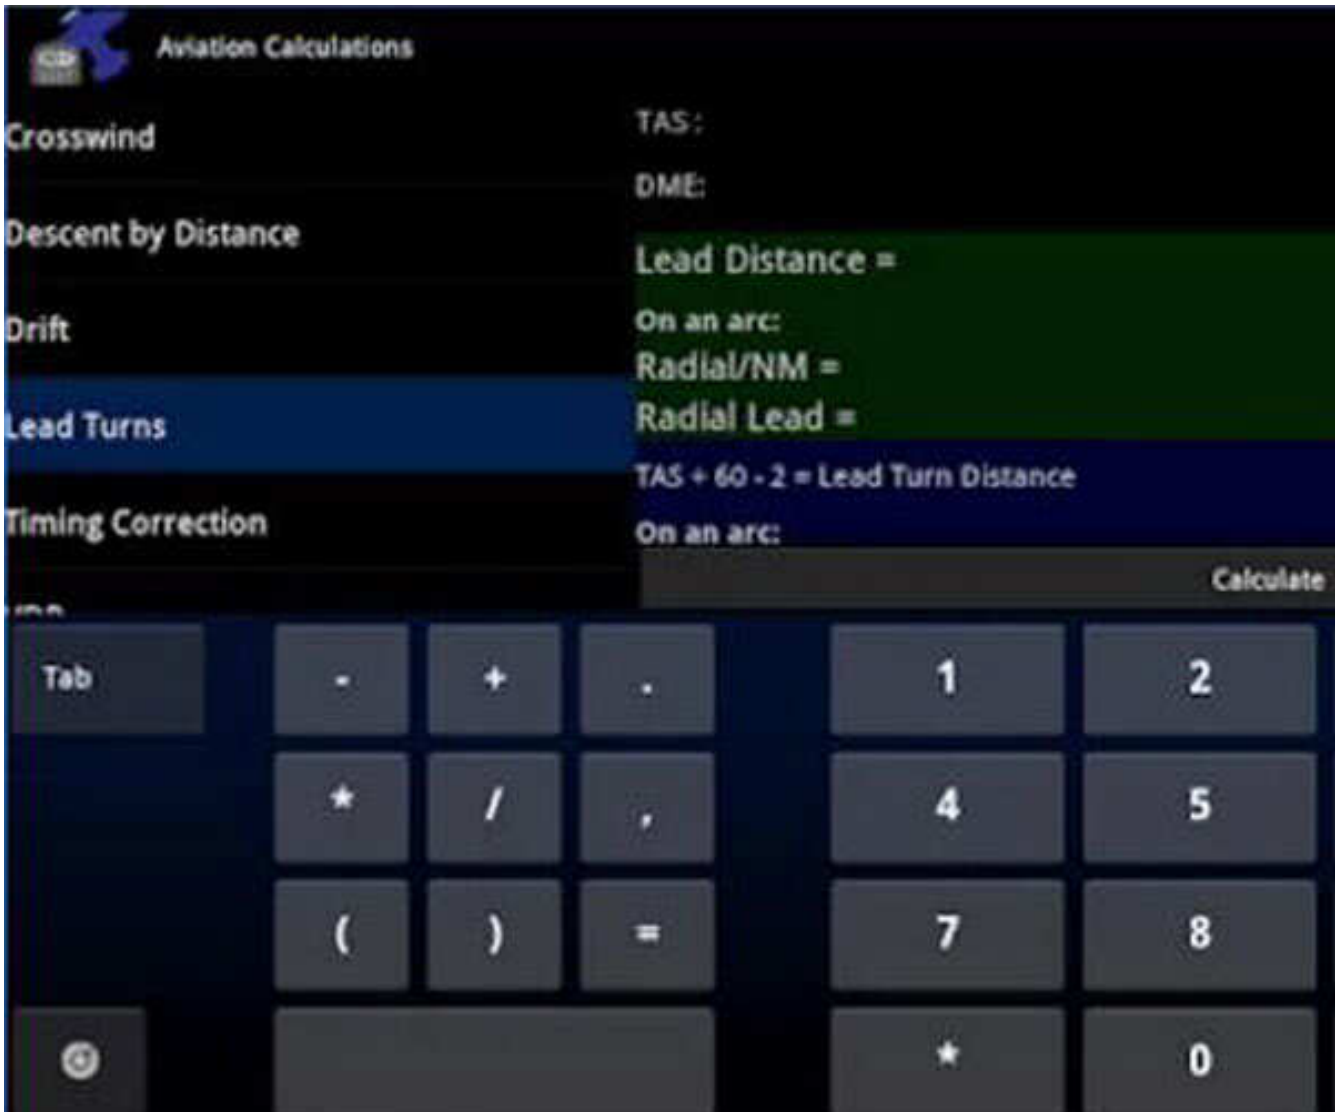 Aviation Calculations
Crosswind
Descent by Distance
Drift
Lead Turns
Timing Correction
TAS:
DME:
Lead Distance =
On an arc:
Radial/NM =
Radial Lead =
TAS ÷ 60 - 2 = Lead Turn Distance
On an arc:
Calculate
Tab - + . 1 2
* / , 4 5
( ) = 7 8
* 0